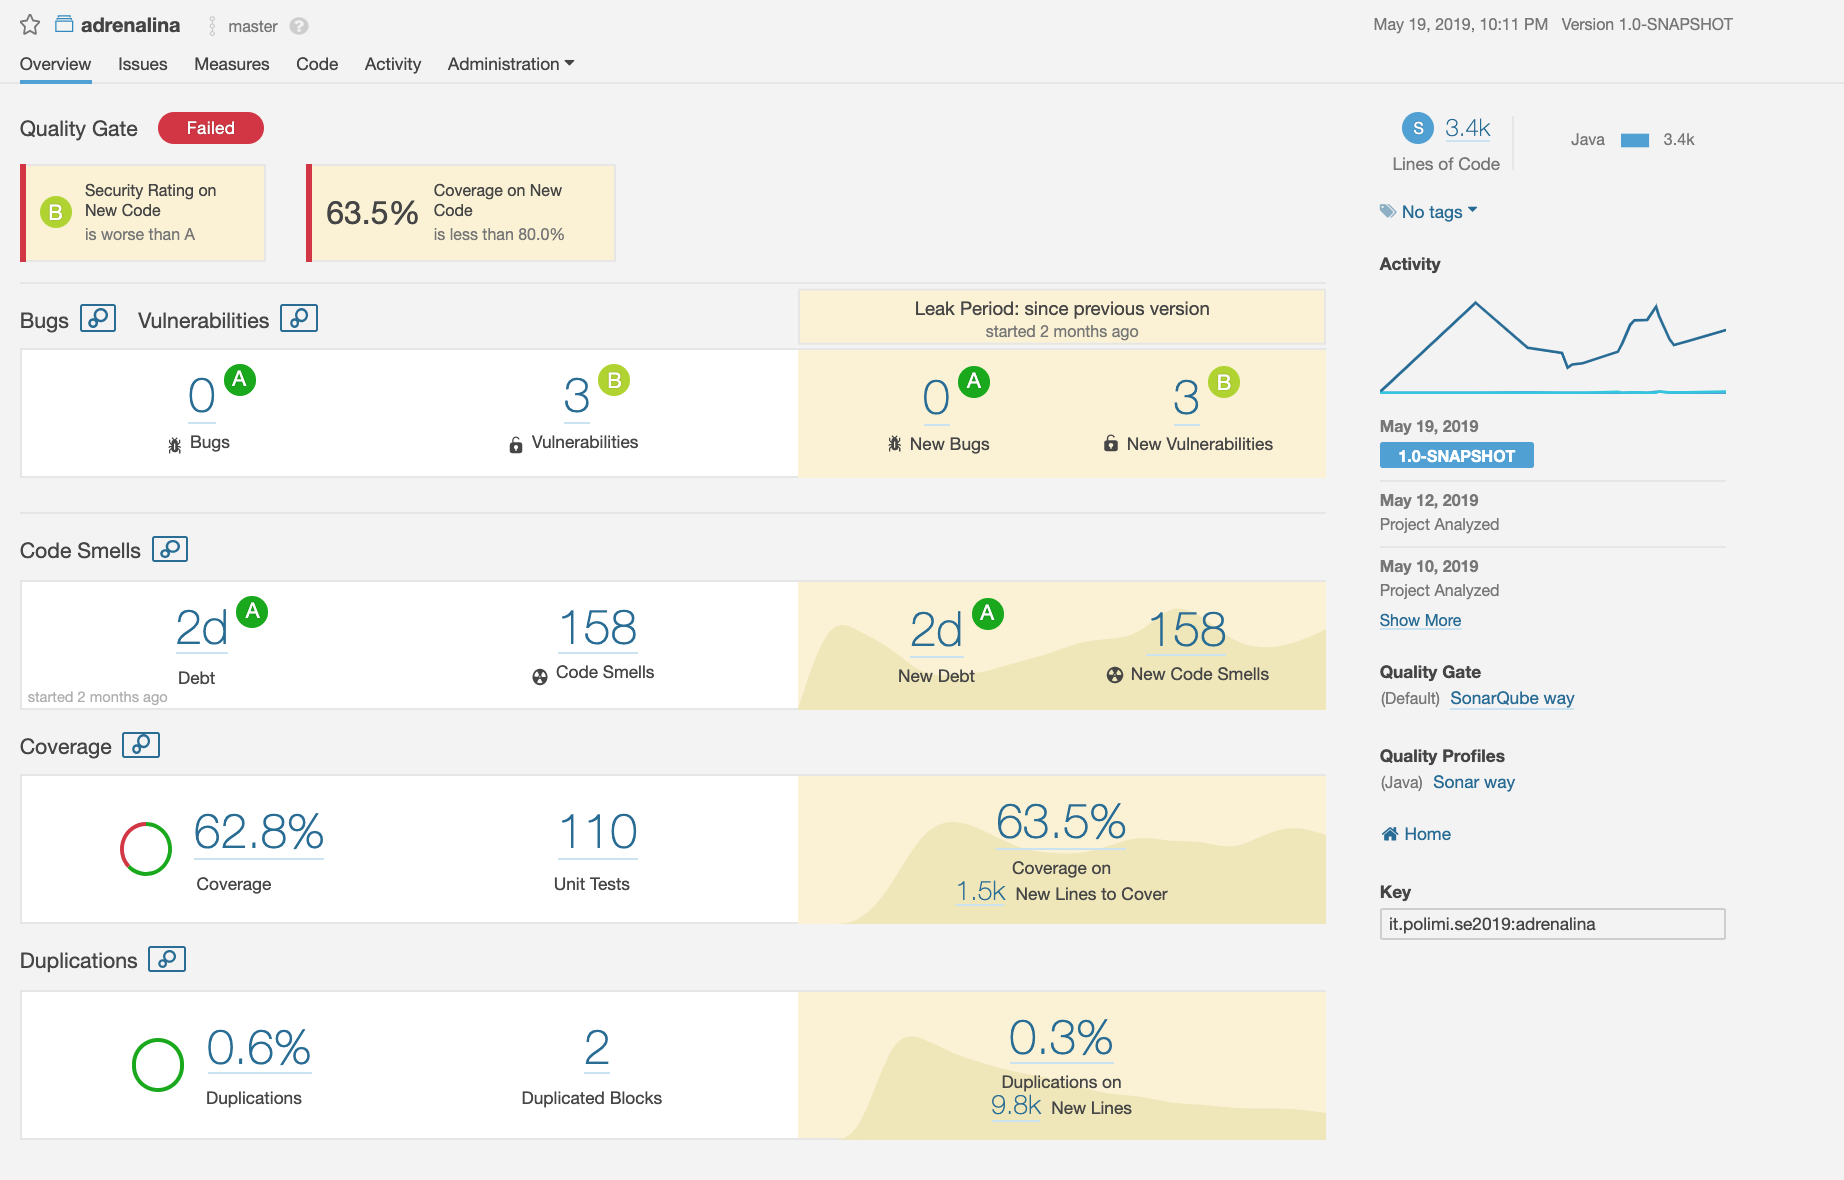 adrenalina master ?
May 19, 2019, 10:11 PM Version 1.0-SNAPSHOT
Overview Issues Measures Code Activity Administration
Quality Gate Failed
B
Security Rating on
New Code
is worse than A
63.5%
Coverage on New
Code
is less than 80.0%
Bugs Vulnerabilities
Leak Period: since previous version
started 2 months ago
0 A
Bugs
3 B
Vulnerabilities
0 A
New Bugs
3 B
New Vulnerabilities
Code Smells
2d A
Debt
started 2 months ago
158
Code Smells
2d A
New Debt
158
New Code Smells
Coverage
62.8%
Coverage
110
Unit Tests
63.5%
Coverage on
1.5k New Lines to Cover
Duplications
0.6%
Duplications
2
Duplicated Blocks
0.3%
Duplications on
9.8k New Lines
S 3.4k
Lines of Code
Java 3.4k
No tags
Activity
May 19, 2019
1.0-SNAPSHOT
May 12, 2019
Project Analyzed
May 10, 2019
Project Analyzed
Show More
Quality Gate
(Default) SonarQube way
Quality Profiles
(Java) Sonar way
Home
Key
it.polimi.se2019:adrenalina